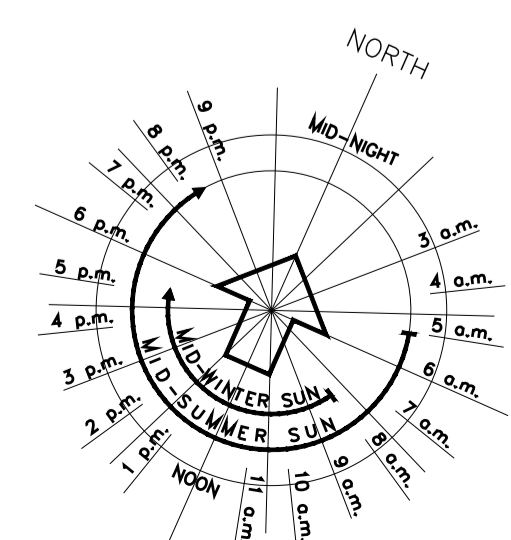 NORTH
MID-NIGHT
3 a.m.
4 a.m.
5 a.m.
6 a.m.
7 a.m.
8 a.m.
9 a.m.
10 a.m.
11 a.m.
NOON
1 p.m.
2 p.m.
3 p.m.
4 p.m.
5 p.m.
6 p.m.
7 p.m.
8 p.m.
9 p.m.
MID-WINTER SUN
MID-SUMMER SUN